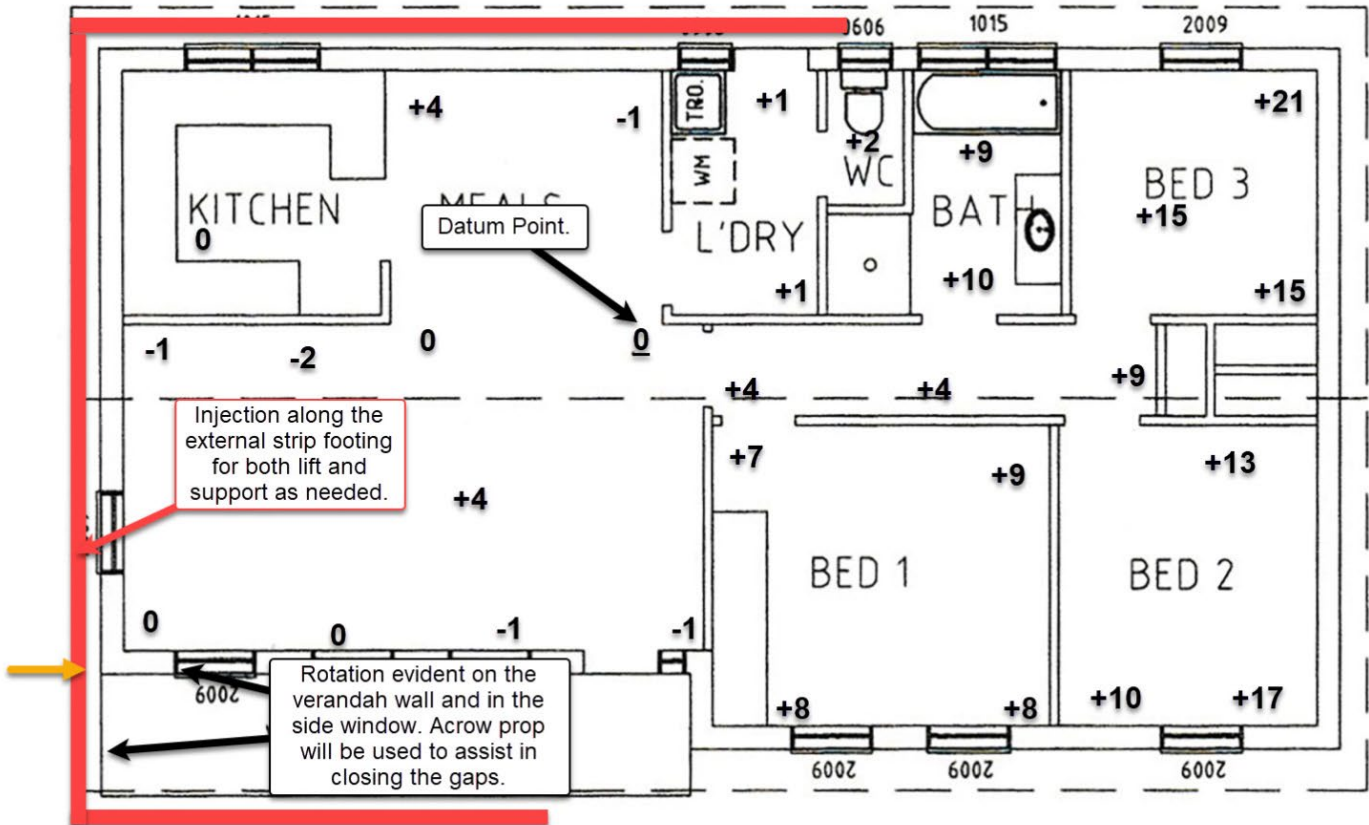 0606
1015
2009
+4
-1
+1
+21
TRO.
+2
+9
WM
WC
KITCHEN
BED 3
+15
Datum Point.
L'DRY
0
+10
+1
+15
-1
-2
0
0
+4
+4
+9
Injection along the
external strip footing
for both lift and
support as needed.
+7
+9
+13
+4
BED 1
BED 2
0
0
-1
-1
Rotation evident on the
verandah wall and in the
side window. Acrow prop
will be used to assist in
closing the gaps.
2009
+8
+8
+10
+17
2009
2009
2009